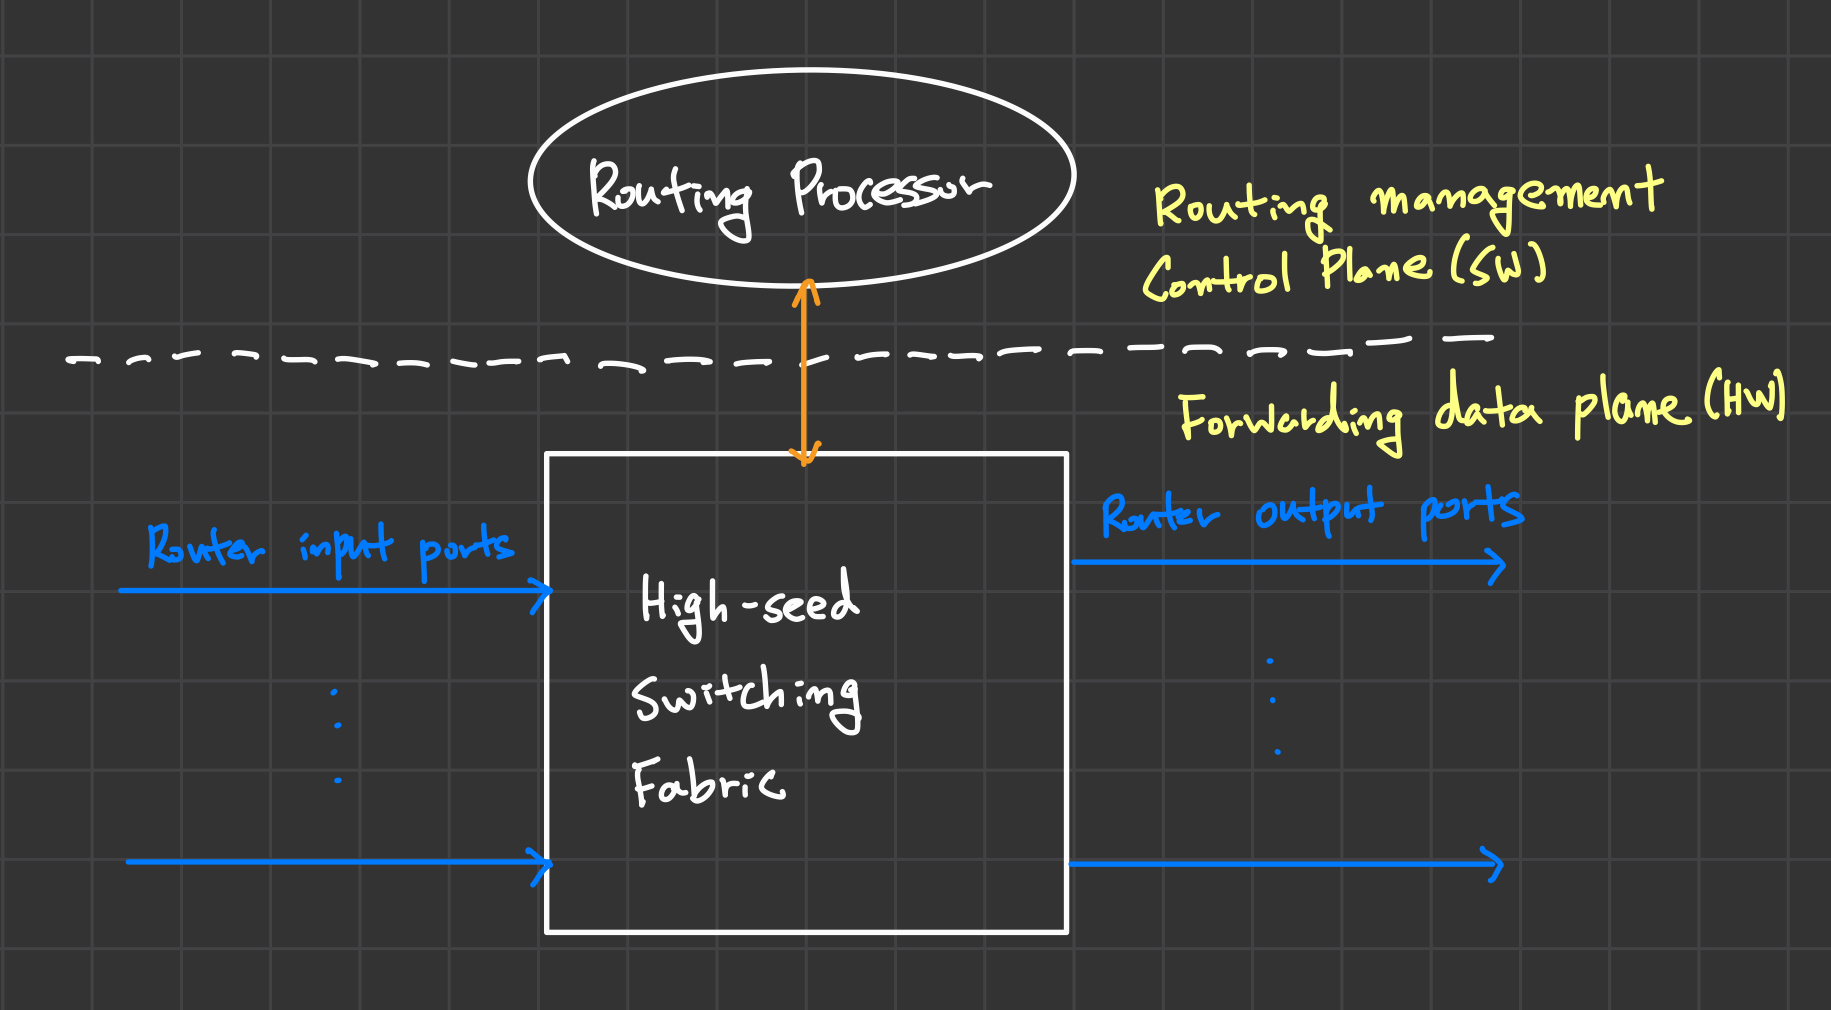 Routing Processor
Routing management
Control Plane (SW)
Forwarding data plane (HW)
Router input ports
Router output ports
High-seed
Switching
Fabric